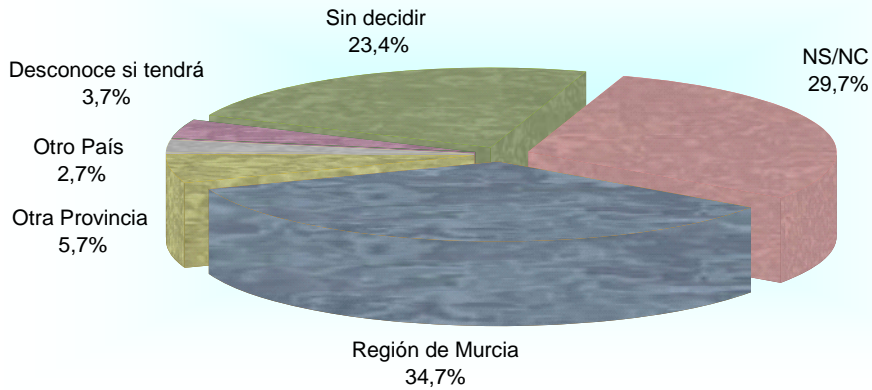 Sin decidir
23,4%
NS/NC
29,7%
Desconoce si tendrá
3,7%
Otro País
2,7%
Otra Provincia
5,7%
Región de Murcia
34,7%